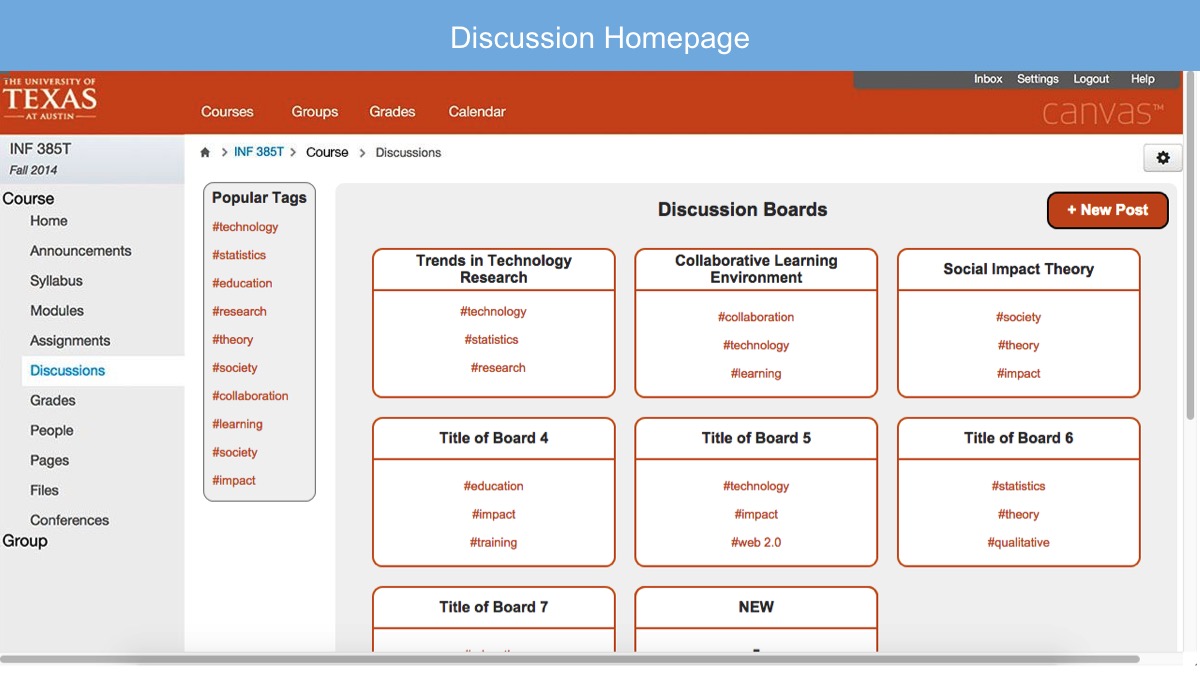 Discussion Homepage
THE UNIVERSITY OF
TEXAS
AT AUSTIN
Inbox Settings Logout Help
Courses Groups Grades Calendar
canvas™
INF 385T
Fall 2014
> INF 385T > Course > Discussions
Course
Home
Announcements
Syllabus
Modules
Assignments
Discussions
Grades
People
Pages
Files
Conferences
Group
Popular Tags
#technology
#statistics
#education
#research
#theory
#society
#collaboration
#learning
#society
#impact
Discussion Boards
+ New Post
Trends in Technology
Research
#technology
#statistics
#research
Collaborative Learning
Environment
#collaboration
#technology
#learning
Social Impact Theory
#society
#theory
#impact
Title of Board 4
#education
#impact
#training
Title of Board 5
#technology
#impact
#web 2.0
Title of Board 6
#statistics
#theory
#qualitative
Title of Board 7
NEW